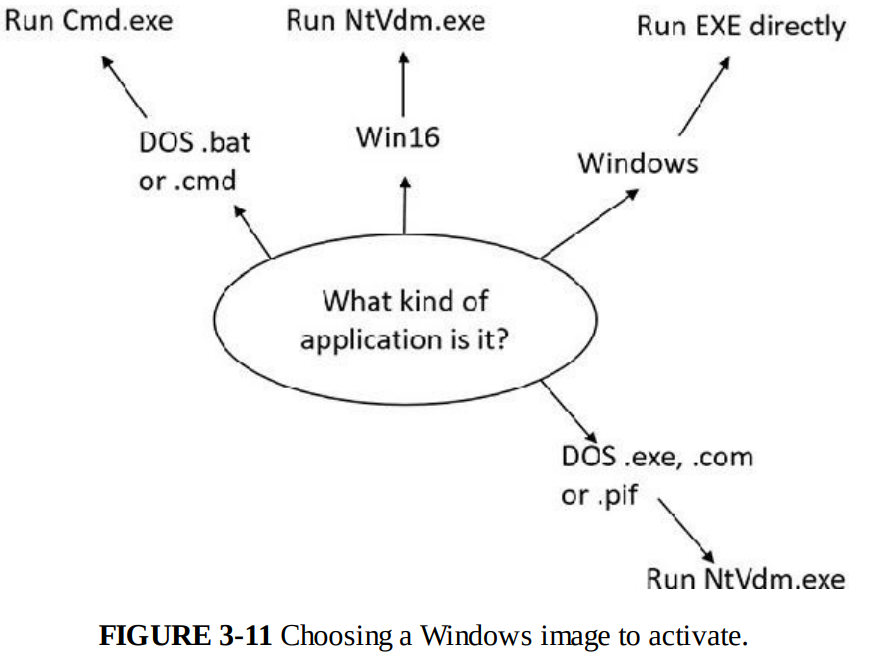 Run Cmd.exe
Run NtVdm.exe
Run EXE directly
DOS .bat
or .cmd
Win16
Windows
What kind of
application is it?
DOS .exe, .com
or .pif
Run NtVdm.exe
FIGURE 3-11 Choosing a Windows image to activate.